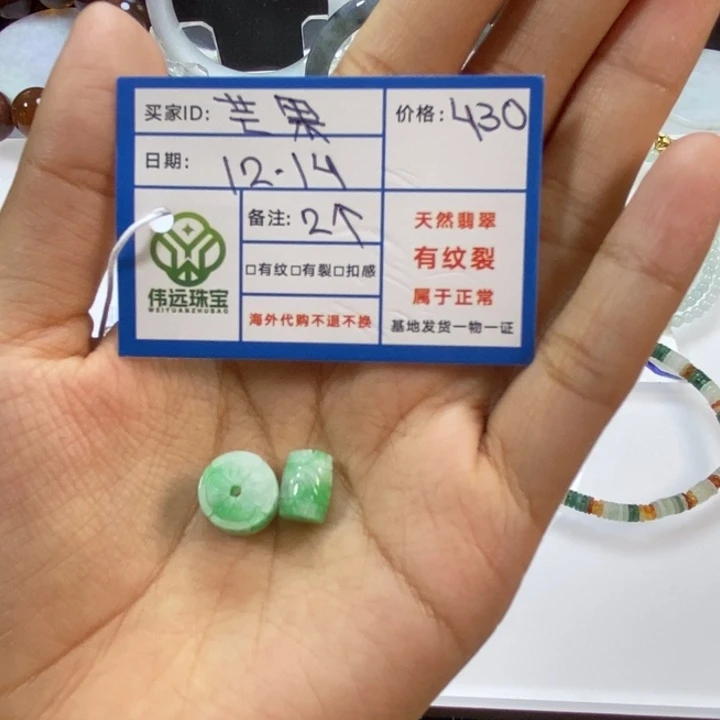 买家ID: 芒果
价格: 430
日期: 12.14
备注: 2个
□有纹□有裂□扣感
海外代购不退不换
天然翡翠
有纹裂
属于正常
基地发货一物一证
伟远珠宝
WEIYUANZHUBAO